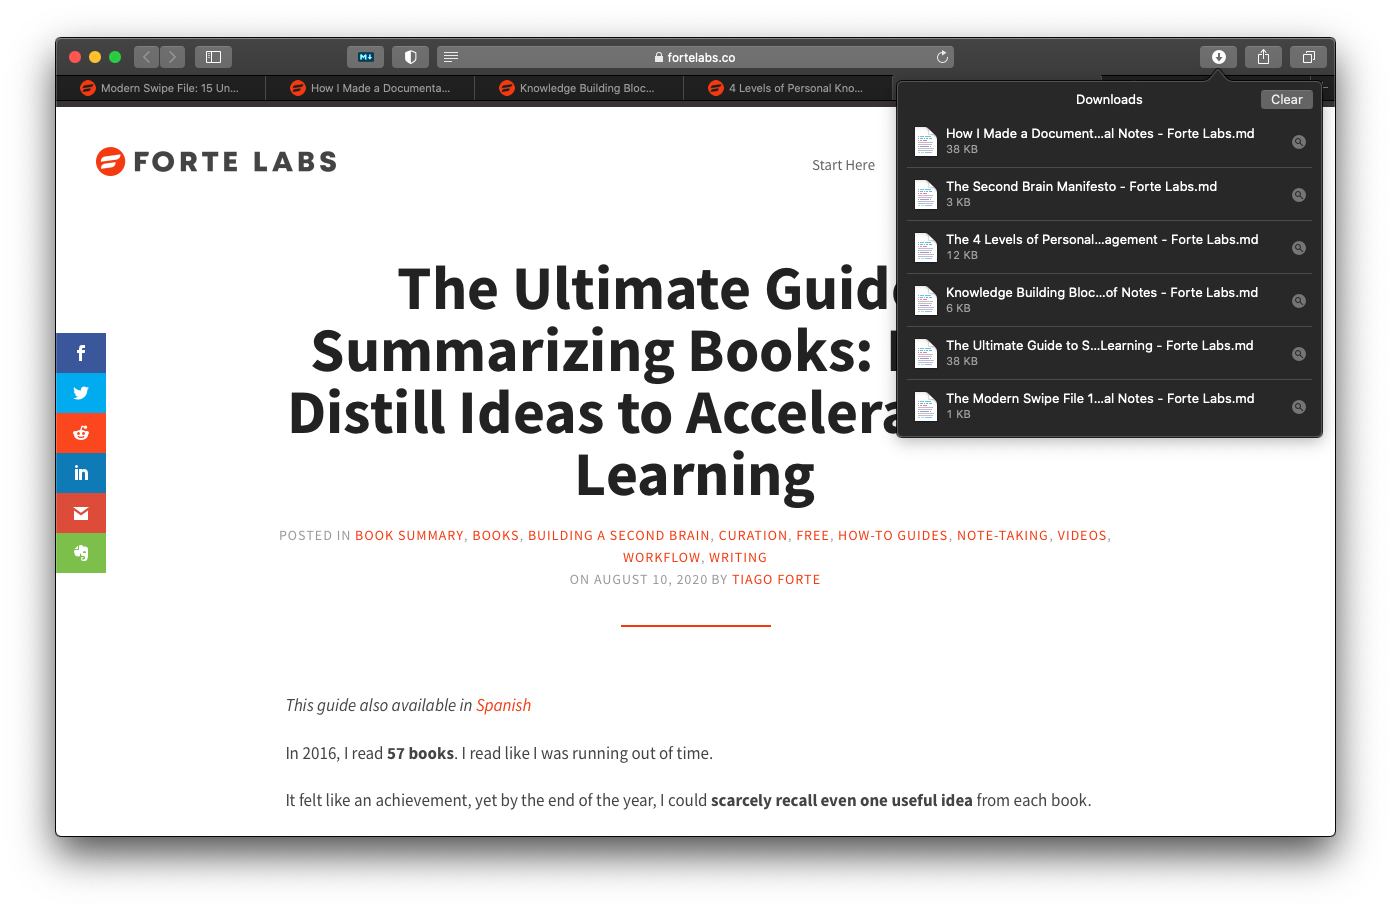 M↓
fortelabs.co
Modern Swipe File: 15 Un...
How I Made a Documenta...
Knowledge Building Bloc...
4 Levels of Personal Kno...
Downloads
Clear
How I Made a Document...al Notes - Forte Labs.md
38 KB
The Second Brain Manifesto - Forte Labs.md
3 KB
The 4 Levels of Personal...agement - Forte Labs.md
12 KB
Knowledge Building Bloc...of Notes - Forte Labs.md
6 KB
The Ultimate Guide to S...Learning - Forte Labs.md
38 KB
The Modern Swipe File 1...al Notes - Forte Labs.md
1 KB
FORTE LABS
Start Here
The Ultimate Guid
Summarizing Books:
Distill Ideas to Accelera
Learning
POSTED IN BOOK SUMMARY, BOOKS, BUILDING A SECOND BRAIN, CURATION, FREE, HOW-TO GUIDES, NOTE-TAKING, VIDEOS,
WORKFLOW, WRITING
ON AUGUST 10, 2020 BY TIAGO FORTE
This guide also available in Spanish
In 2016, I read 57 books. I read like I was running out of time.
It felt like an achievement, yet by the end of the year, I could scarcely recall even one useful idea from each book.